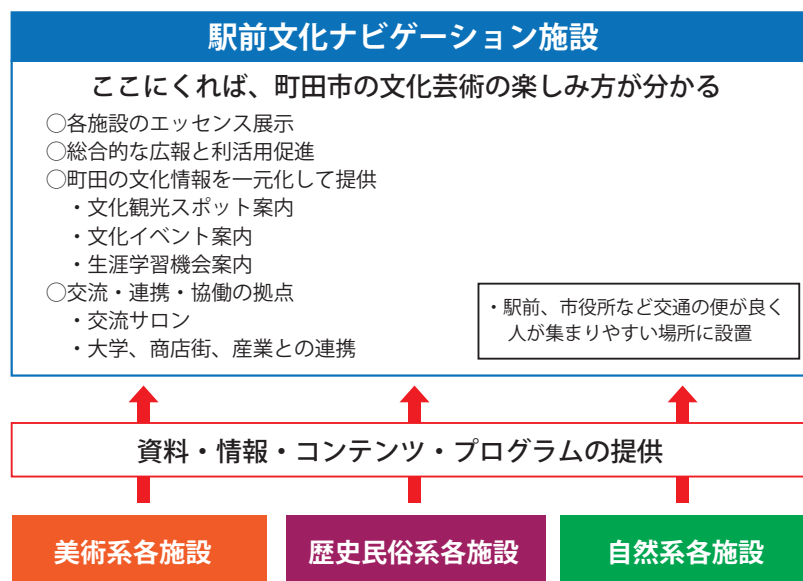 駅前文化ナビゲーション施設
ここにくれば、町田市の文化芸術の楽しみ方が分かる
○各施設のエッセンス展示
○総合的な広報と利活用促進
○町田の文化情報を一元化して提供
・文化観光スポット案内
・文化イベント案内
・生涯学習機会案内
○交流・連携・協働の拠点
・交流サロン
・大学、商店街、産業との連携
・駅前、市役所など交通の便が良く
人が集まりやすい場所に設置
資料・情報・コンテンツ・プログラムの提供
美術系各施設
歴史民俗系各施設
自然系各施設